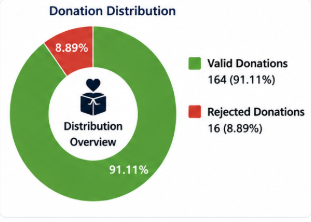 Donation Distribution
8.89%
Distribution
Overview
91.11%
Valid Donations
164 (91.11%)
Rejected Donations
16 (8.89%)